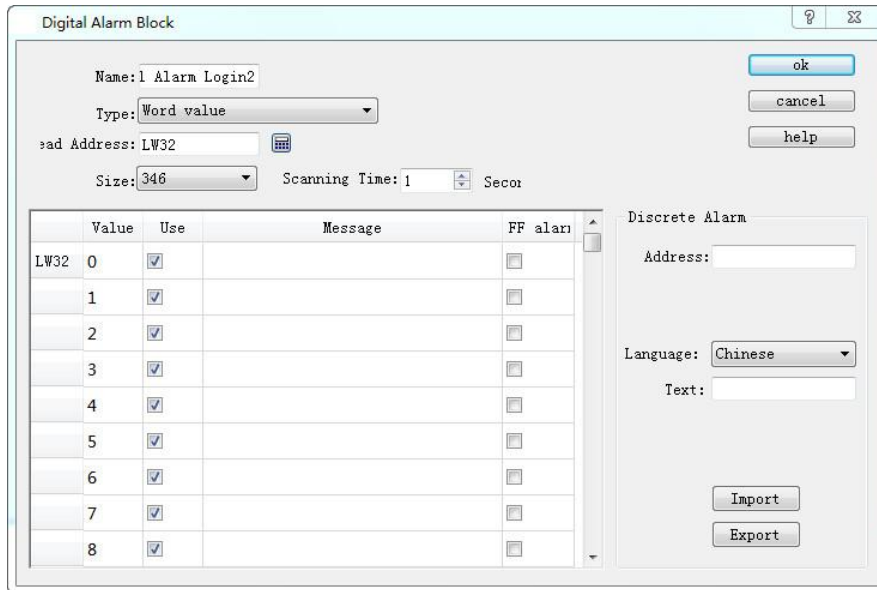 Digital Alarm Block
Name: l Alarm Login2
ok
Type: Word value
cancel
ead Address: LW32
help
Size: 346 Scanning Time: 1 Secor
Value Use Message FF aları
Discrete Alarm
LW32 0
Address:
1
2
3
Language: Chinese
4
Text:
5
6
7
Import
8
Export